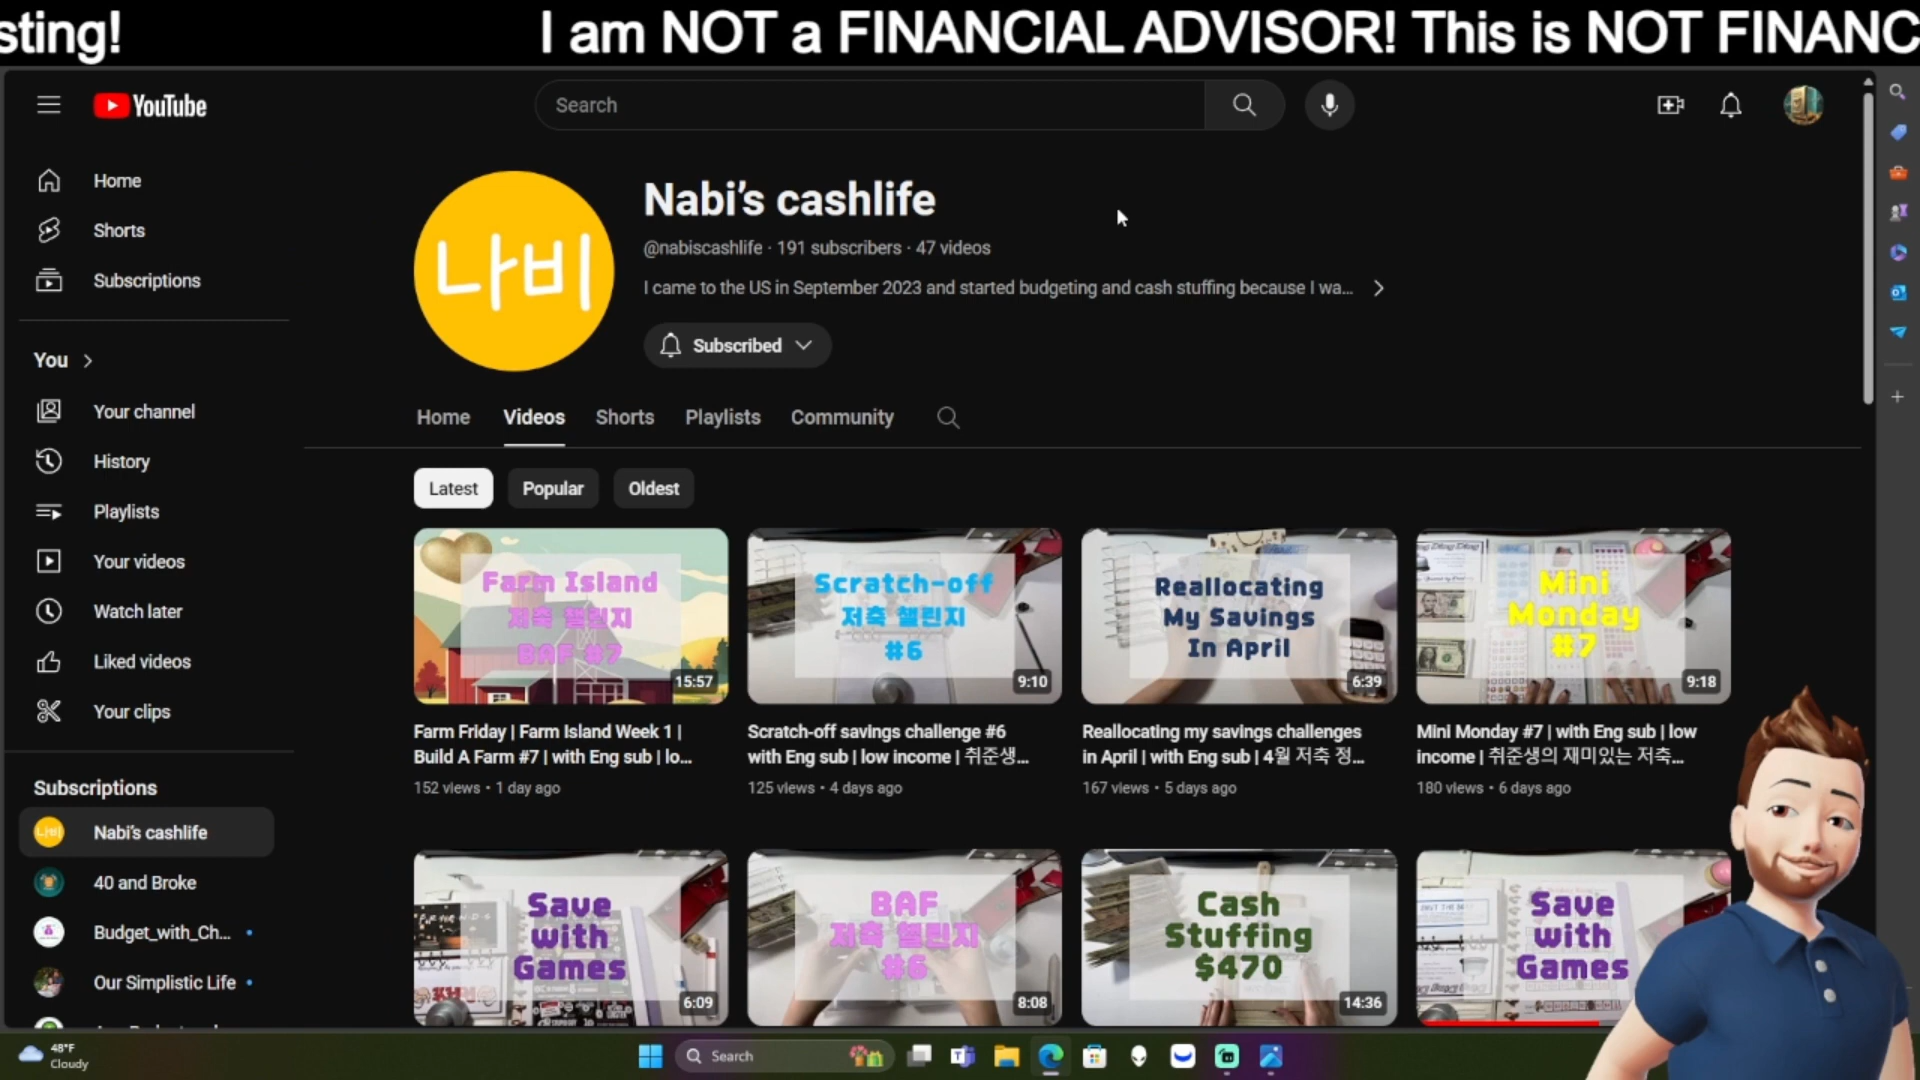 sting! I am NOT a FINANCIAL ADVISOR! This is NOT FINANC
YouTube
Search
Home
Shorts
Subscriptions
You
Your channel
History
Playlists
Your videos
Watch later
Liked videos
Your clips
Subscriptions
Nabi's cashlife
40 and Broke
Budget_with_Ch...
Our Simplistic Life
나비
Nabi's cashlife
@nabiscashlife · 191 subscribers · 47 videos
I came to the US in September 2023 and started budgeting and cash stuffing because I wa...
Subscribed
Home Videos Shorts Playlists Community
Latest Popular Oldest
Farm Island
저축 챌린지
BAF #7
15:57
Farm Friday | Farm Island Week 1 |
Build A Farm #7 | with Eng sub | lo...
152 views • 1 day ago
Scratch-off
저축 챌린지
#6
9:10
Scratch-off savings challenge #6
with Eng sub | low income | 취준생...
125 views • 4 days ago
Reallocating
My Savings
In April
6:39
Reallocating my savings challenges
in April | with Eng sub | 4월 저축 정...
167 views • 5 days ago
Mini
Monday
#7
9:18
Mini Monday #7 | with Eng sub | low
income | 취준생의 재미있는 저축...
180 views • 6 days ago
Save
with
Games
6:09
BAF
저축 챌린지
#6
8:08
Cash
Stuffing
$470
14:36
Save
with
Games
48°F
Cloudy
Search